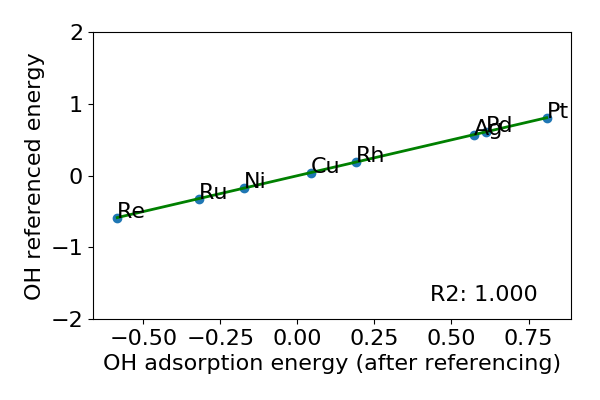 2
1
0
−1
−2
OH referenced energy
Re
Ru
Ni
Cu
Rh
Ag
Pd
Pt
R2: 1.000
−0.50
−0.25
0.00
0.25
0.50
0.75
OH adsorption energy (after referencing)